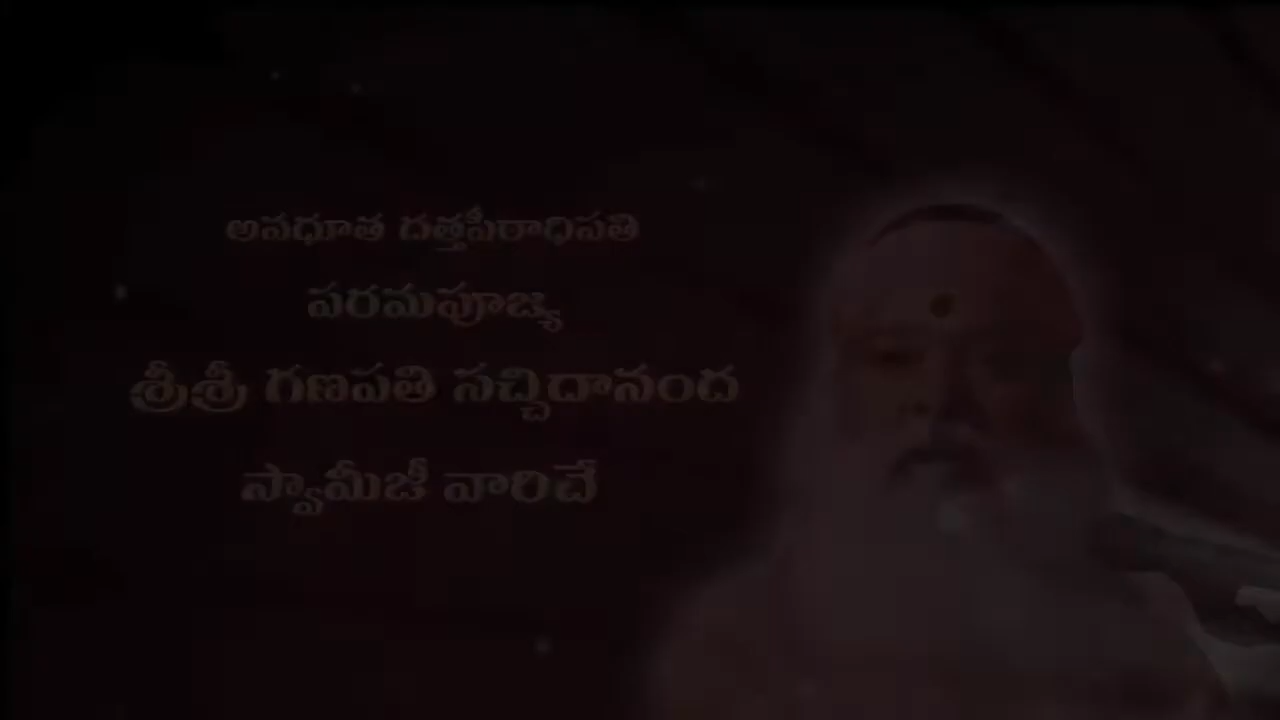 అవధూత దత్తపీఠాధిపతి
పరమపూజ్య
శ్రీశ్రీ గణపతి సచ్చిదానంద
స్వామీజీ వారిచే